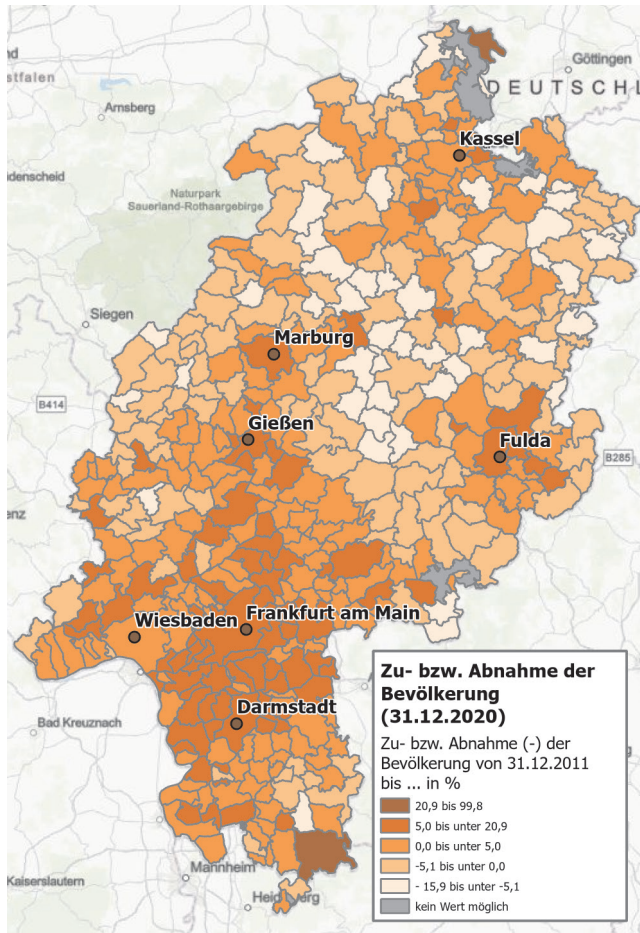 nd
stfalen
Göttingen
DEUTSCHL
Arnsberg
Kassel
denscheid
Naturpark
Sauerland-Rothaargebirge
Siegen
Marburg
B414
Gießen
Fulda
B285
enz
Wiesbaden
Frankfurt am Main
Darmstadt
Bad Kreuznach
Mannheim
Kaiserslautern
Heidelberg
Zu- bzw. Abnahme der
Bevölkerung
(31.12.2020)
Zu- bzw. Abnahme (-) der
Bevölkerung von 31.12.2011
bis ... in %
20,9 bis 99,8
5,0 bis unter 20,9
0,0 bis unter 5,0
-5,1 bis unter 0,0
- 15,9 bis unter -5,1
kein Wert möglich